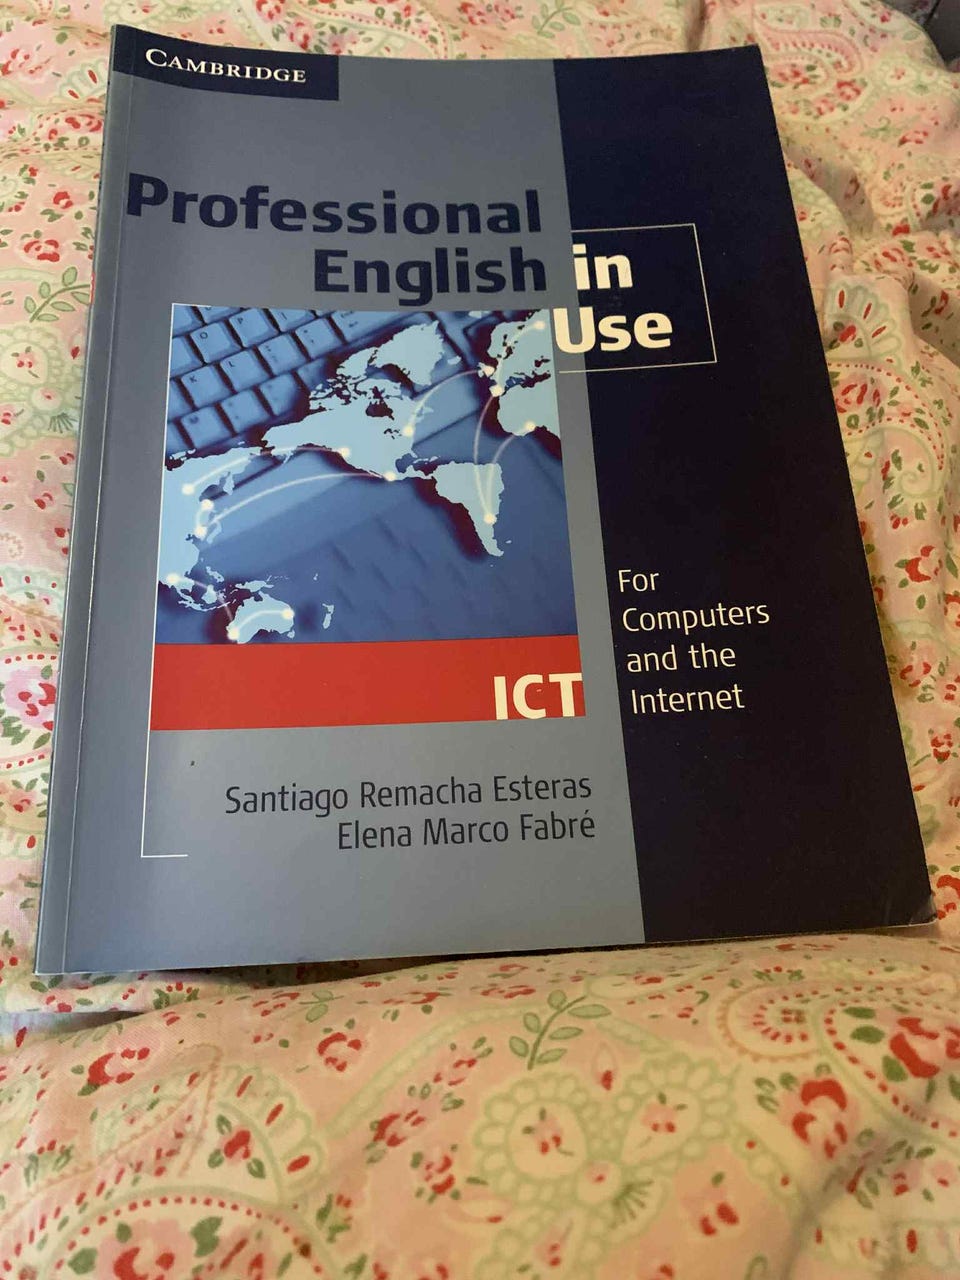 CAMBRIDGE
Professional
English
in
Use
ICT
For
Computers
and the
Internet
Santiago Remacha Esteras
Elena Marco Fabré